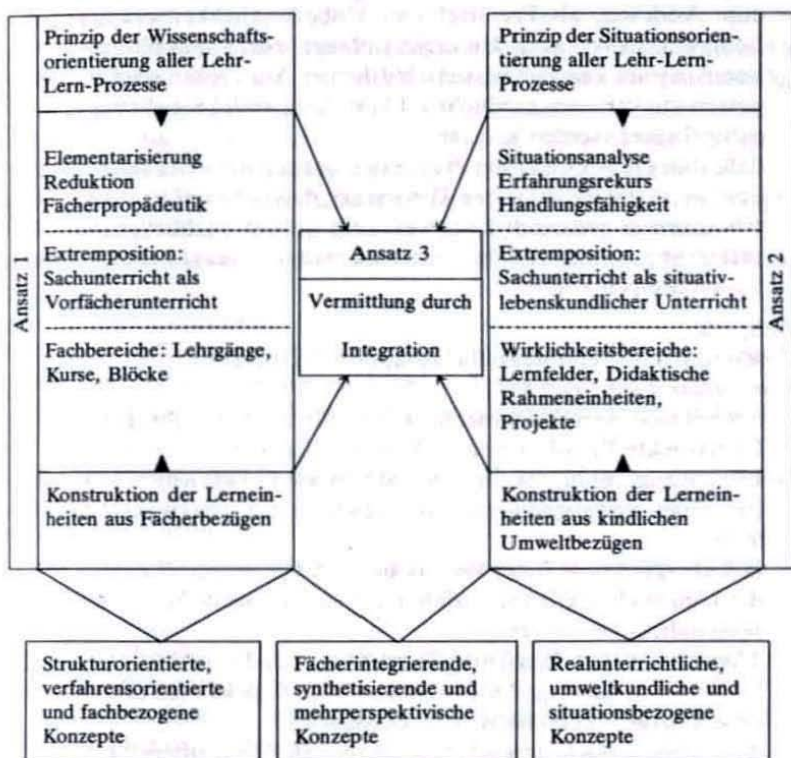 Ansatz 1
Prinzip der Wissenschafts-
orientierung aller Lehr-
Lern-Prozesse
Elementarisierung
Reduktion
Fächerpropädeutik
Extremposition:
Sachunterricht als
Vorfächerunterricht
Fachbereiche: Lehrgänge,
Kurse, Blöcke
Konstruktion der Lernein-
heiten aus Fächerbezügen
Ansatz 3
Vermittlung durch
Integration
Prinzip der Situationsorien-
tierung aller Lehr-Lern-
Prozesse
Situationsanalyse
Erfahrungsrekurs
Handlungsfähigkeit
Extremposition:
Sachunterricht als situativ-
lebenskundlicher Unterricht
Wirklichkeitsbereiche:
Lernfelder, Didaktische
Rahmeneinheiten,
Projekte
Konstruktion der Lernein-
heiten aus kindlichen
Umweltbezügen
Ansatz 2
Strukturorientierte,
verfahrensorientierte
und fachbezogene
Konzepte
Fächerintegrierende,
synthetisierende und
mehrperspektivische
Konzepte
Realunterrichtliche,
umweltkundliche und
situationsbezogene
Konzepte